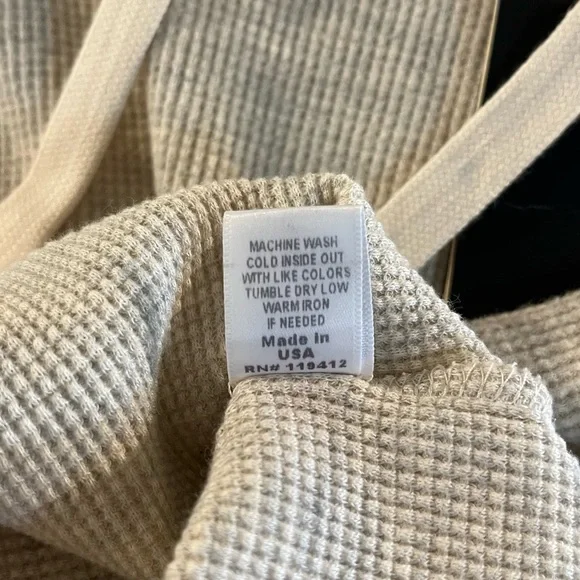 MACHINE WASH
COLD INSIDE OUT
WITH LIKE COLORS
TUMBLE DRY LOW
WARM IRON
IF NEEDED
Made in
USA
RN# 119412